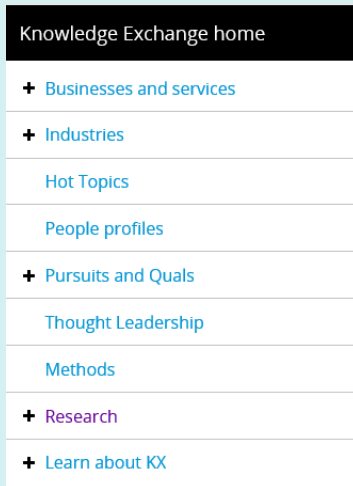 Knowledge Exchange home
+ Businesses and services
+ Industries
Hot Topics
People profiles
+ Pursuits and Quals
Thought Leadership
Methods
+ Research
+ Learn about KX